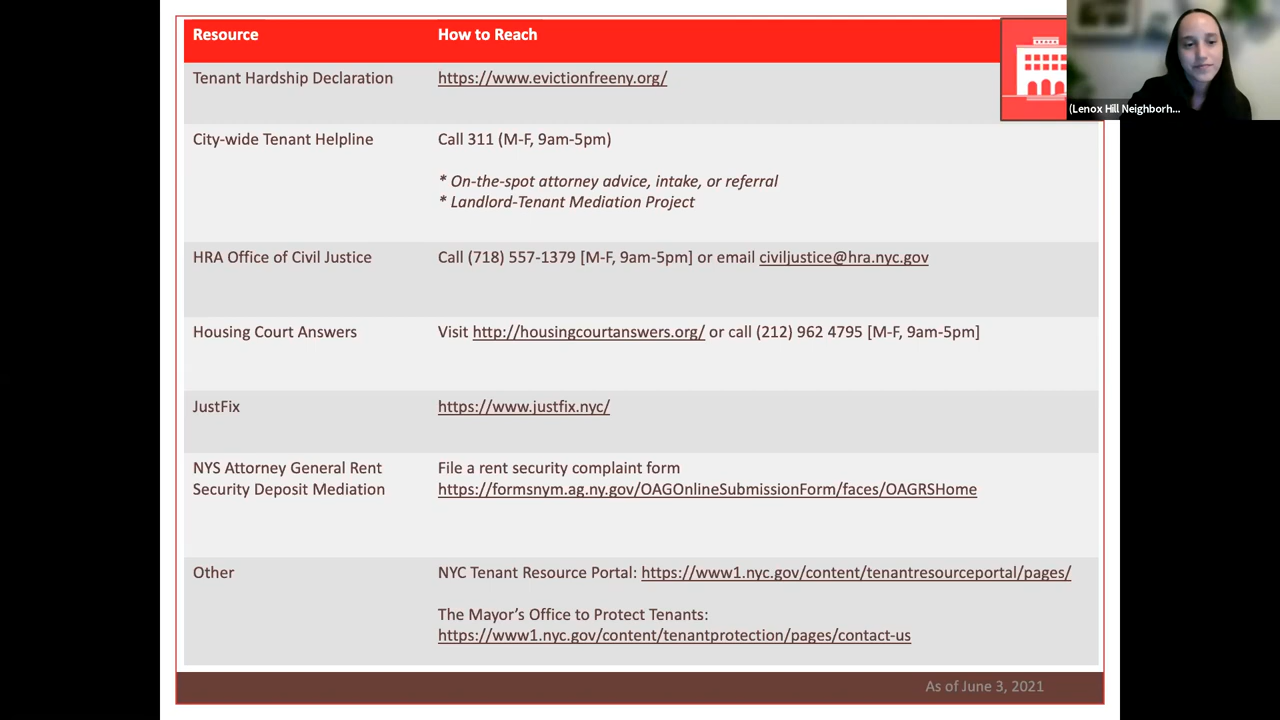 Resource How to Reach
Tenant Hardship Declaration https://www.evictionfreeny.org/
(Lenox Hill Neighborh...
City-wide Tenant Helpline Call 311 (M-F, 9am-5pm)
* On-the-spot attorney advice, intake, or referral
* Landlord-Tenant Mediation Project
HRA Office of Civil Justice Call (718) 557-1379 [M-F, 9am-5pm] or email civiljustice@hra.nyc.gov
Housing Court Answers Visit http://housingcourtanswers.org/ or call (212) 962 4795 [M-F, 9am-5pm]
JustFix https://www.justfix.nyc/
NYS Attorney General Rent File a rent security complaint form
Security Deposit Mediation https://formsnym.ag.ny.gov/OAGOnlineSubmissionForm/faces/OAGRSHome
Other NYC Tenant Resource Portal: https://www1.nyc.gov/content/tenantresourceportal/pages/
The Mayor’s Office to Protect Tenants:
https://www1.nyc.gov/content/tenantprotection/pages/contact-us
As of June 3, 2021